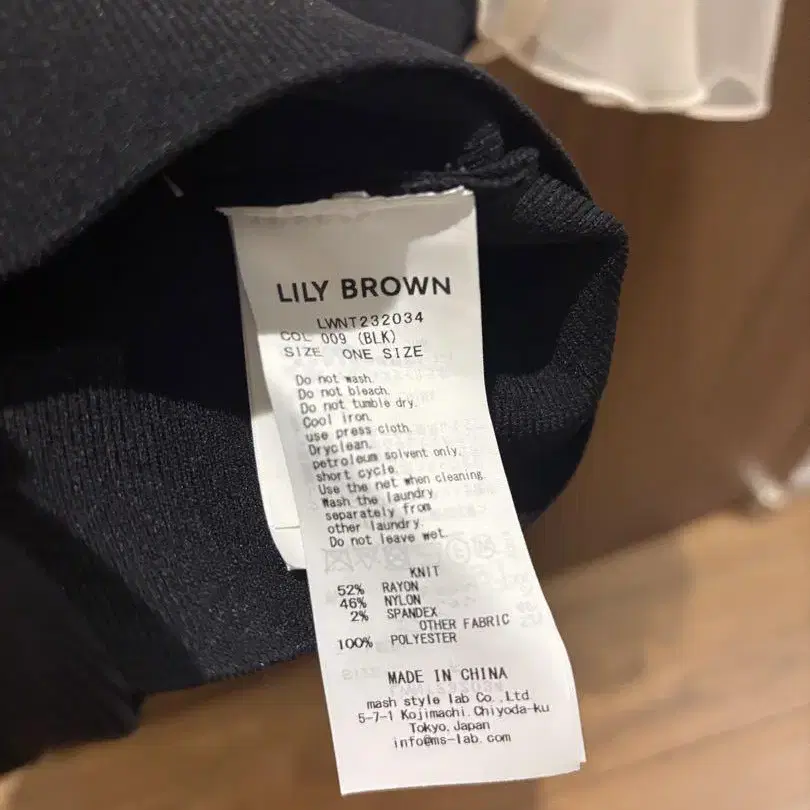 LILY BROWN
LWNT232034
COL 009 (BLK)
SIZE ONE SIZE
Do not wash.
Do not bleach.
Do not tumble dry.
Cool iron.
use press cloth.
Dryclean.
petroleum solvent only.
short cycle.
Use the net when cleaning.
Wash the laundry
separately from
other laundry.
Do not leave wet.
KNIT
52% RAYON
46% NYLON
2% SPANDEX
OTHER FABRIC
100% POLYESTER
MADE IN CHINA
mash style lab Co.,Ltd
5-7-1 Kojimachi.Chiyoda-ku
Tokyo.Japan
info@ms-lab.com